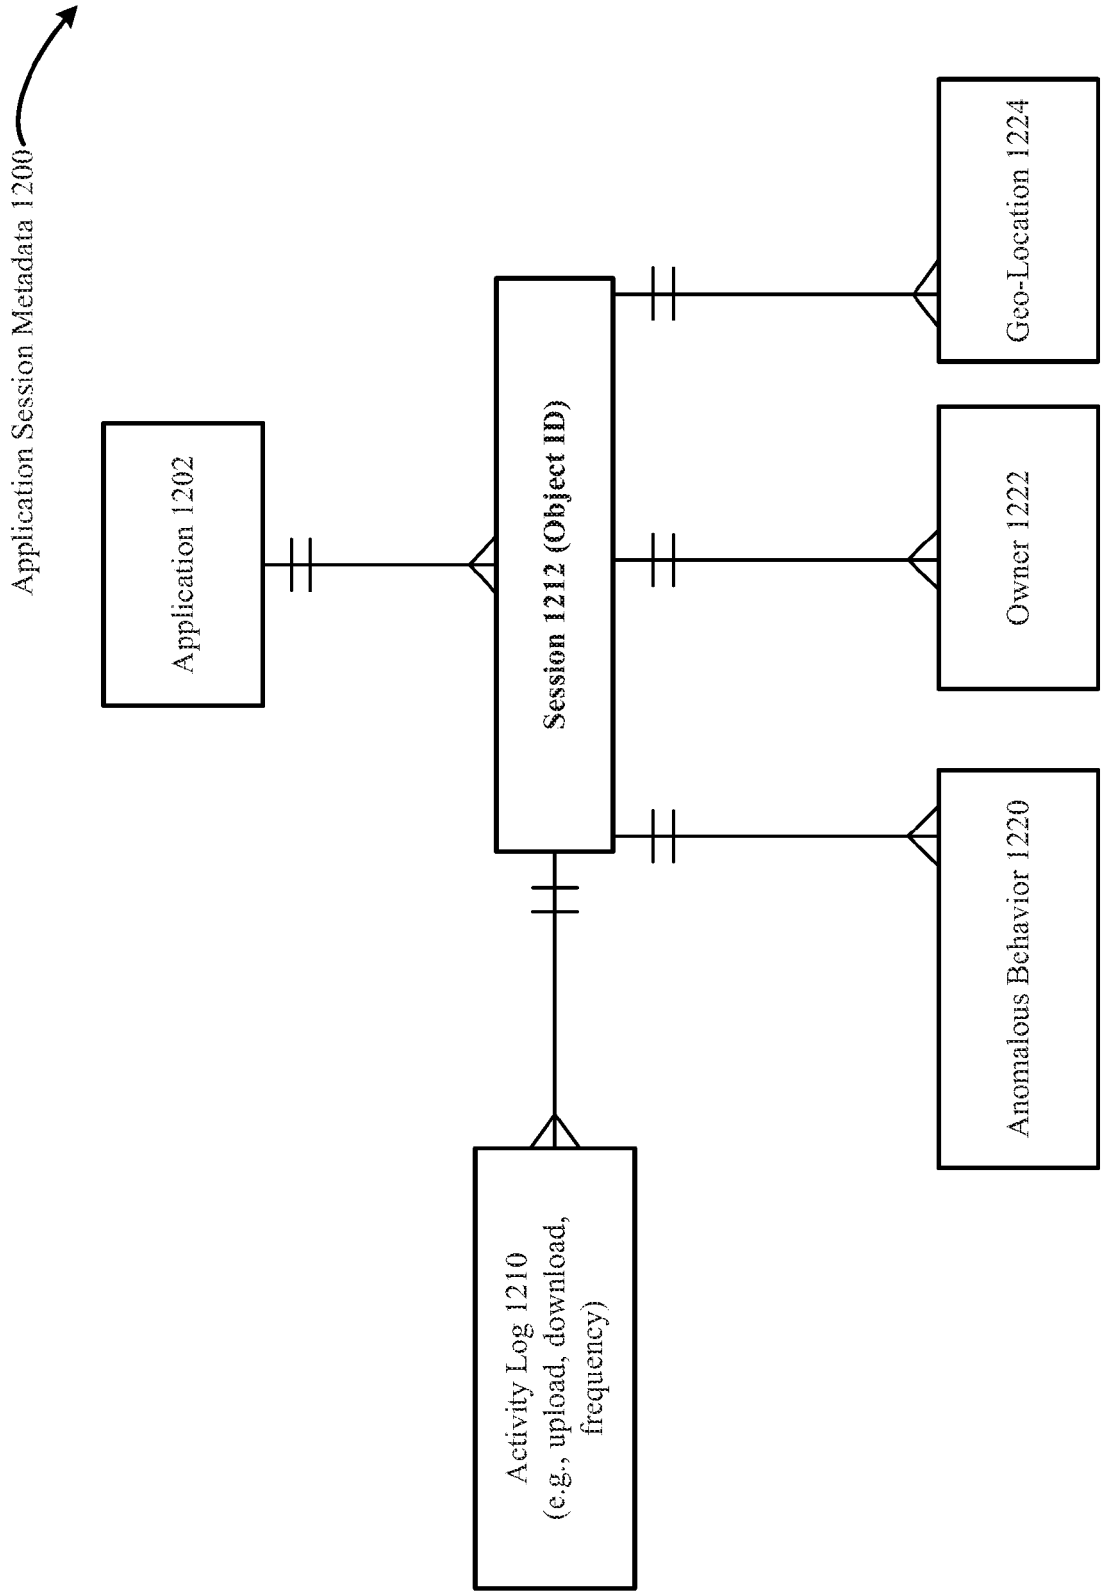 Application Session Metadata 1200
Application 1202
Activity Log 1210
(e.g., upload, download,
frequency)
Session 1212 (Object ID)
Anomalous Behavior 1220
Owner 1222
Geo-Location 1224